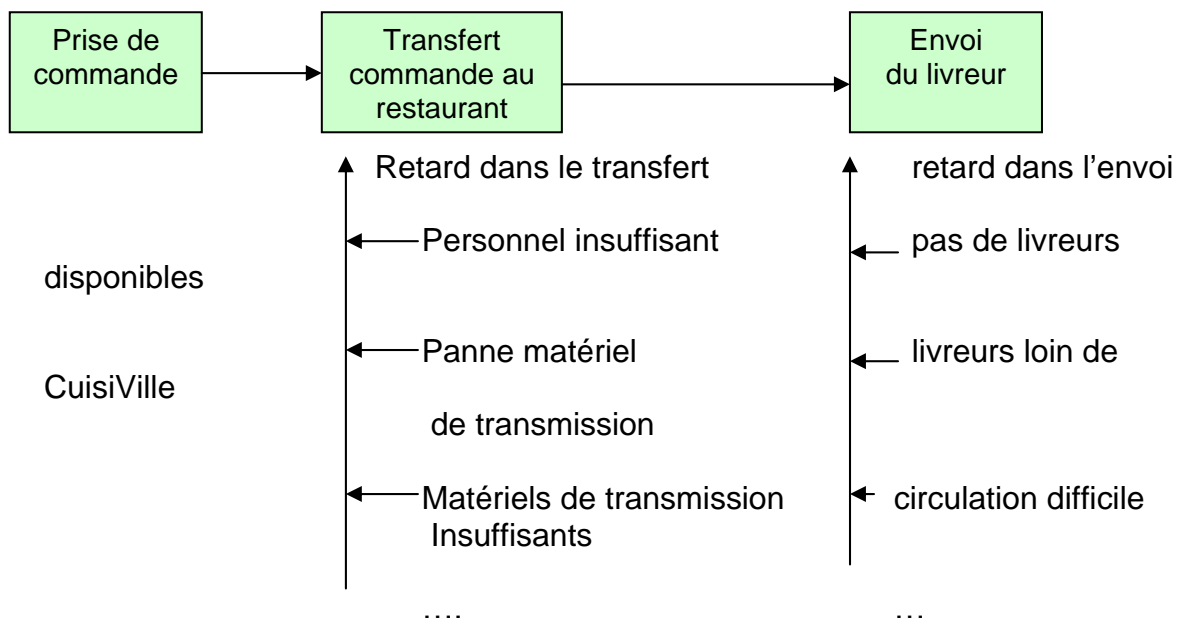 Prise de
commande
Transfert
commande au
restaurant
Envoi
du livreur
Retard dans le transfert
retard dans l’envoi
Personnel insuffisant
pas de livreurs
disponibles
Panne matériel
livreurs loin de
CuisiVille
de transmission
Matériels de transmission
circulation difficile
Insuffisants
....
...